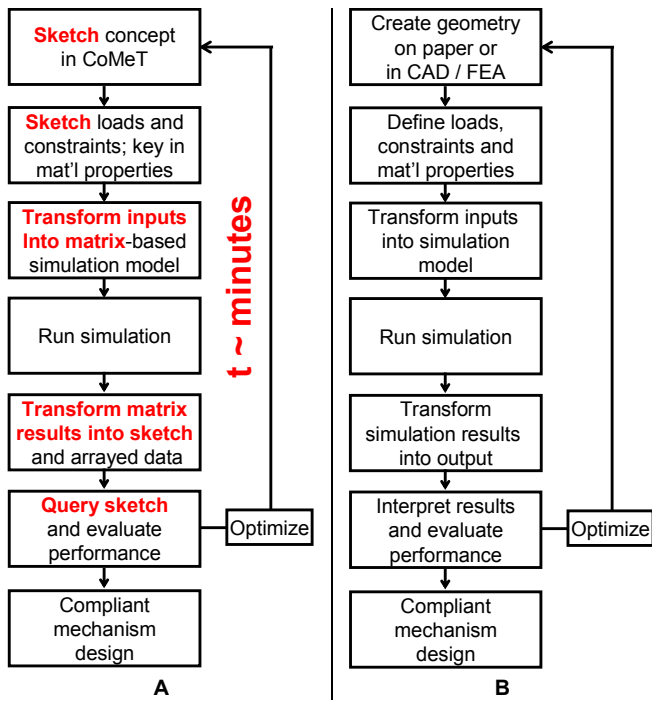 Sketch concept
in CoMeT
Sketch loads and
constraints; key in
mat'l properties
Transform inputs
Into matrix-based
simulation model
Run simulation
Transform matrix
results into sketch
and arrayed data
Query sketch
and evaluate
performance
Optimize
Compliant
mechanism
design
t ~ minutes
A
Create geometry
on paper or
in CAD / FEA
Define loads,
constraints and
mat'l properties
Transform inputs
into simulation
model
Run simulation
Transform
simulation results
into output
Interpret results
and evaluate
performance
Optimize
Compliant
mechanism
design
B